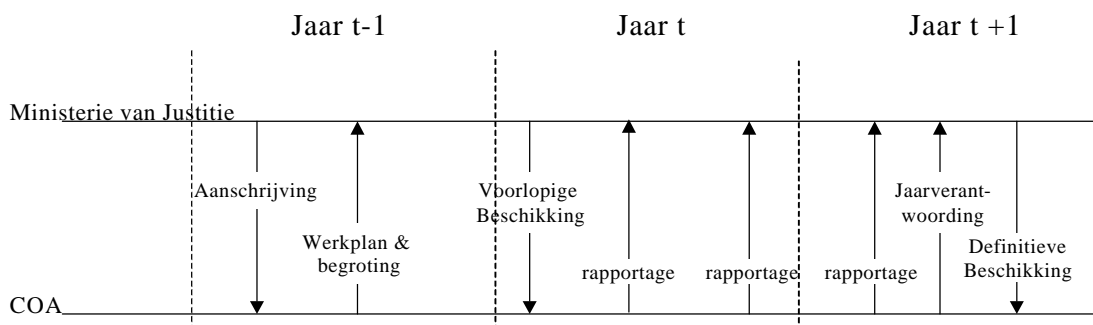 Jaar t-1
Jaar t
Jaar t +1
Ministerie van Justitie
Aanschrijving
Werkplan &
begroting
Voorlopige
Beschikking
rapportage
rapportage
rapportage
Jaarverant-
woording
Definitieve
Beschikking
COA